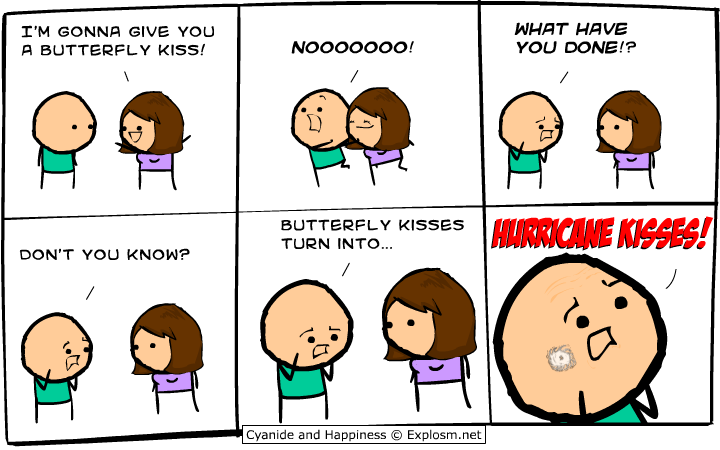 I'M GONNA GIVE YOU
A BUTTERFLY KISS!
NOOOOOOO!
WHAT HAVE
YOU DONE!?
DON'T YOU KNOW?
BUTTERFLY KISSES
TURN INTO...
HURRICANE KISSES!
Cyanide and Happiness © Explosm.net